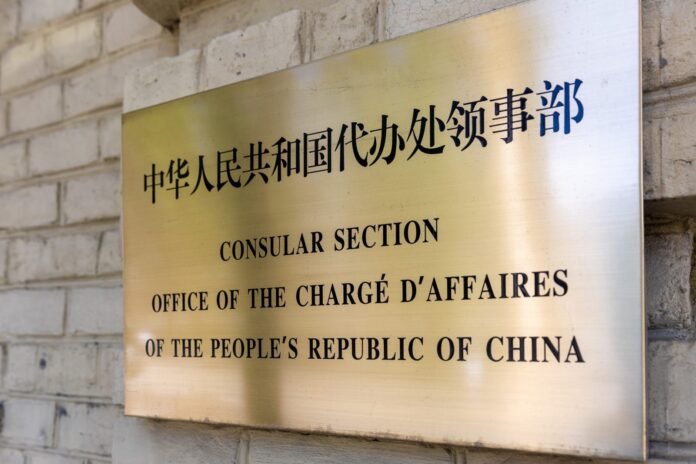 中华人民共和国代办处领事部
CONSULAR SECTION
OFFICE OF THE CHARGÉ D'AFFAIRES
OF THE PEOPLE'S REPUBLIC OF CHINA